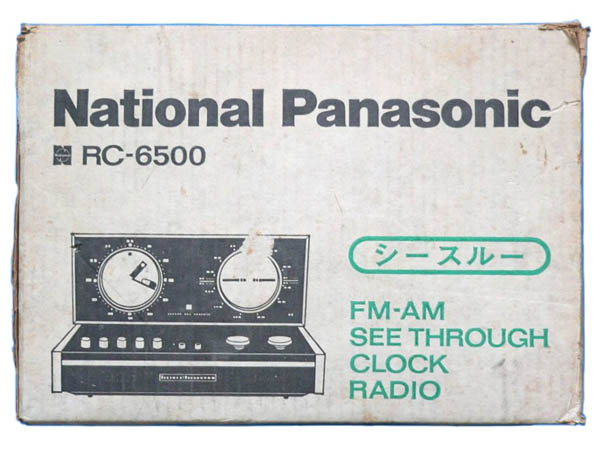 National Panasonic
RC-6500
シースルー
FM-AM
SEE THROUGH
CLOCK
RADIO